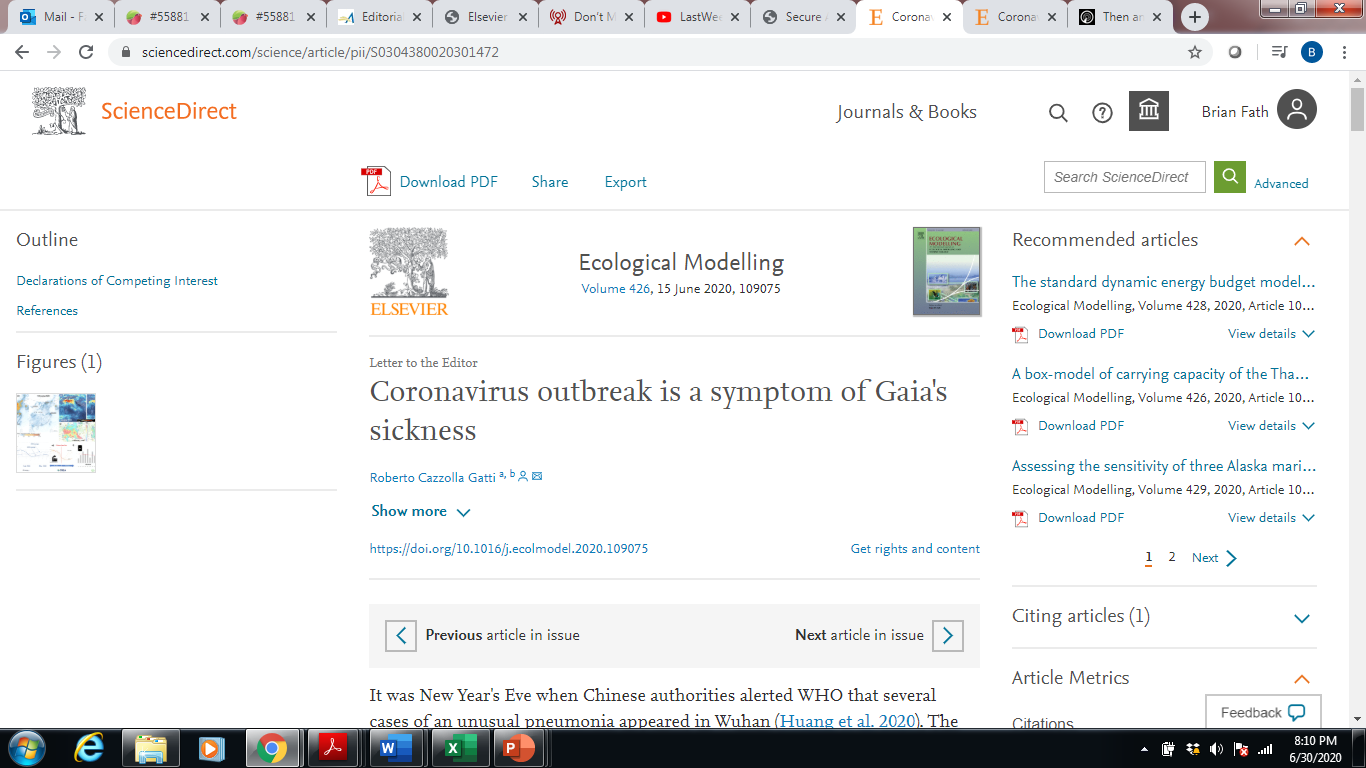 Mail - F
#55881
#55881
Editorial
Elsevier
Don't M
LastWee
Secure
Corona
Corona
Then ar
sciencedirect.com/science/article/pii/S0304380020301472
B
ScienceDirect
Journals & Books
Brian Fath
PDF
Download PDF
Share
Export
Search ScienceDirect
Advanced
Outline
Declarations of Competing Interest
References
Figures (1)
ELSEVIER
Ecological Modelling
Volume 426, 15 June 2020, 109075
ECOLOGICAL
MODELLING
Letter to the Editor
Coronavirus outbreak is a symptom of Gaia's
sickness
Roberto Cazzolla Gatti a, b
Show more
https://doi.org/10.1016/j.ecolmodel.2020.109075
Get rights and content
Previous article in issue
Next article in issue
It was New Year's Eve when Chinese authorities alerted WHO that several
cases of an unusual pneumonia appeared in Wuhan (Huang et al. 2020). The
Recommended articles
The standard dynamic energy budget model...
Ecological Modelling, Volume 428, 2020, Article 10...
Download PDF
View details
A box-model of carrying capacity of the Tha...
Ecological Modelling, Volume 426, 2020, Article 10...
Download PDF
View details
Assessing the sensitivity of three Alaska mari...
Ecological Modelling, Volume 429, 2020, Article 10...
Download PDF
View details
1 2 Next
Citing articles (1)
Article Metrics
Citations
Feedback
8:10 PM
6/30/2020